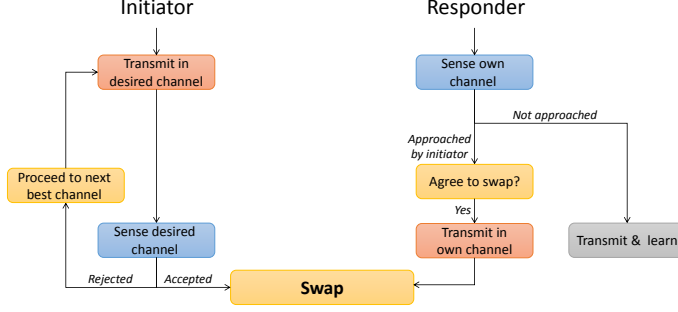 Initiator
Responder
Transmit in
desired channel
Sense own
channel
Not approached
Approached
by initiator
Proceed to next
best channel
Agree to swap?
Yes
Sense desired
channel
Transmit in
own channel
Transmit & learn
Rejected
Accepted
Swap